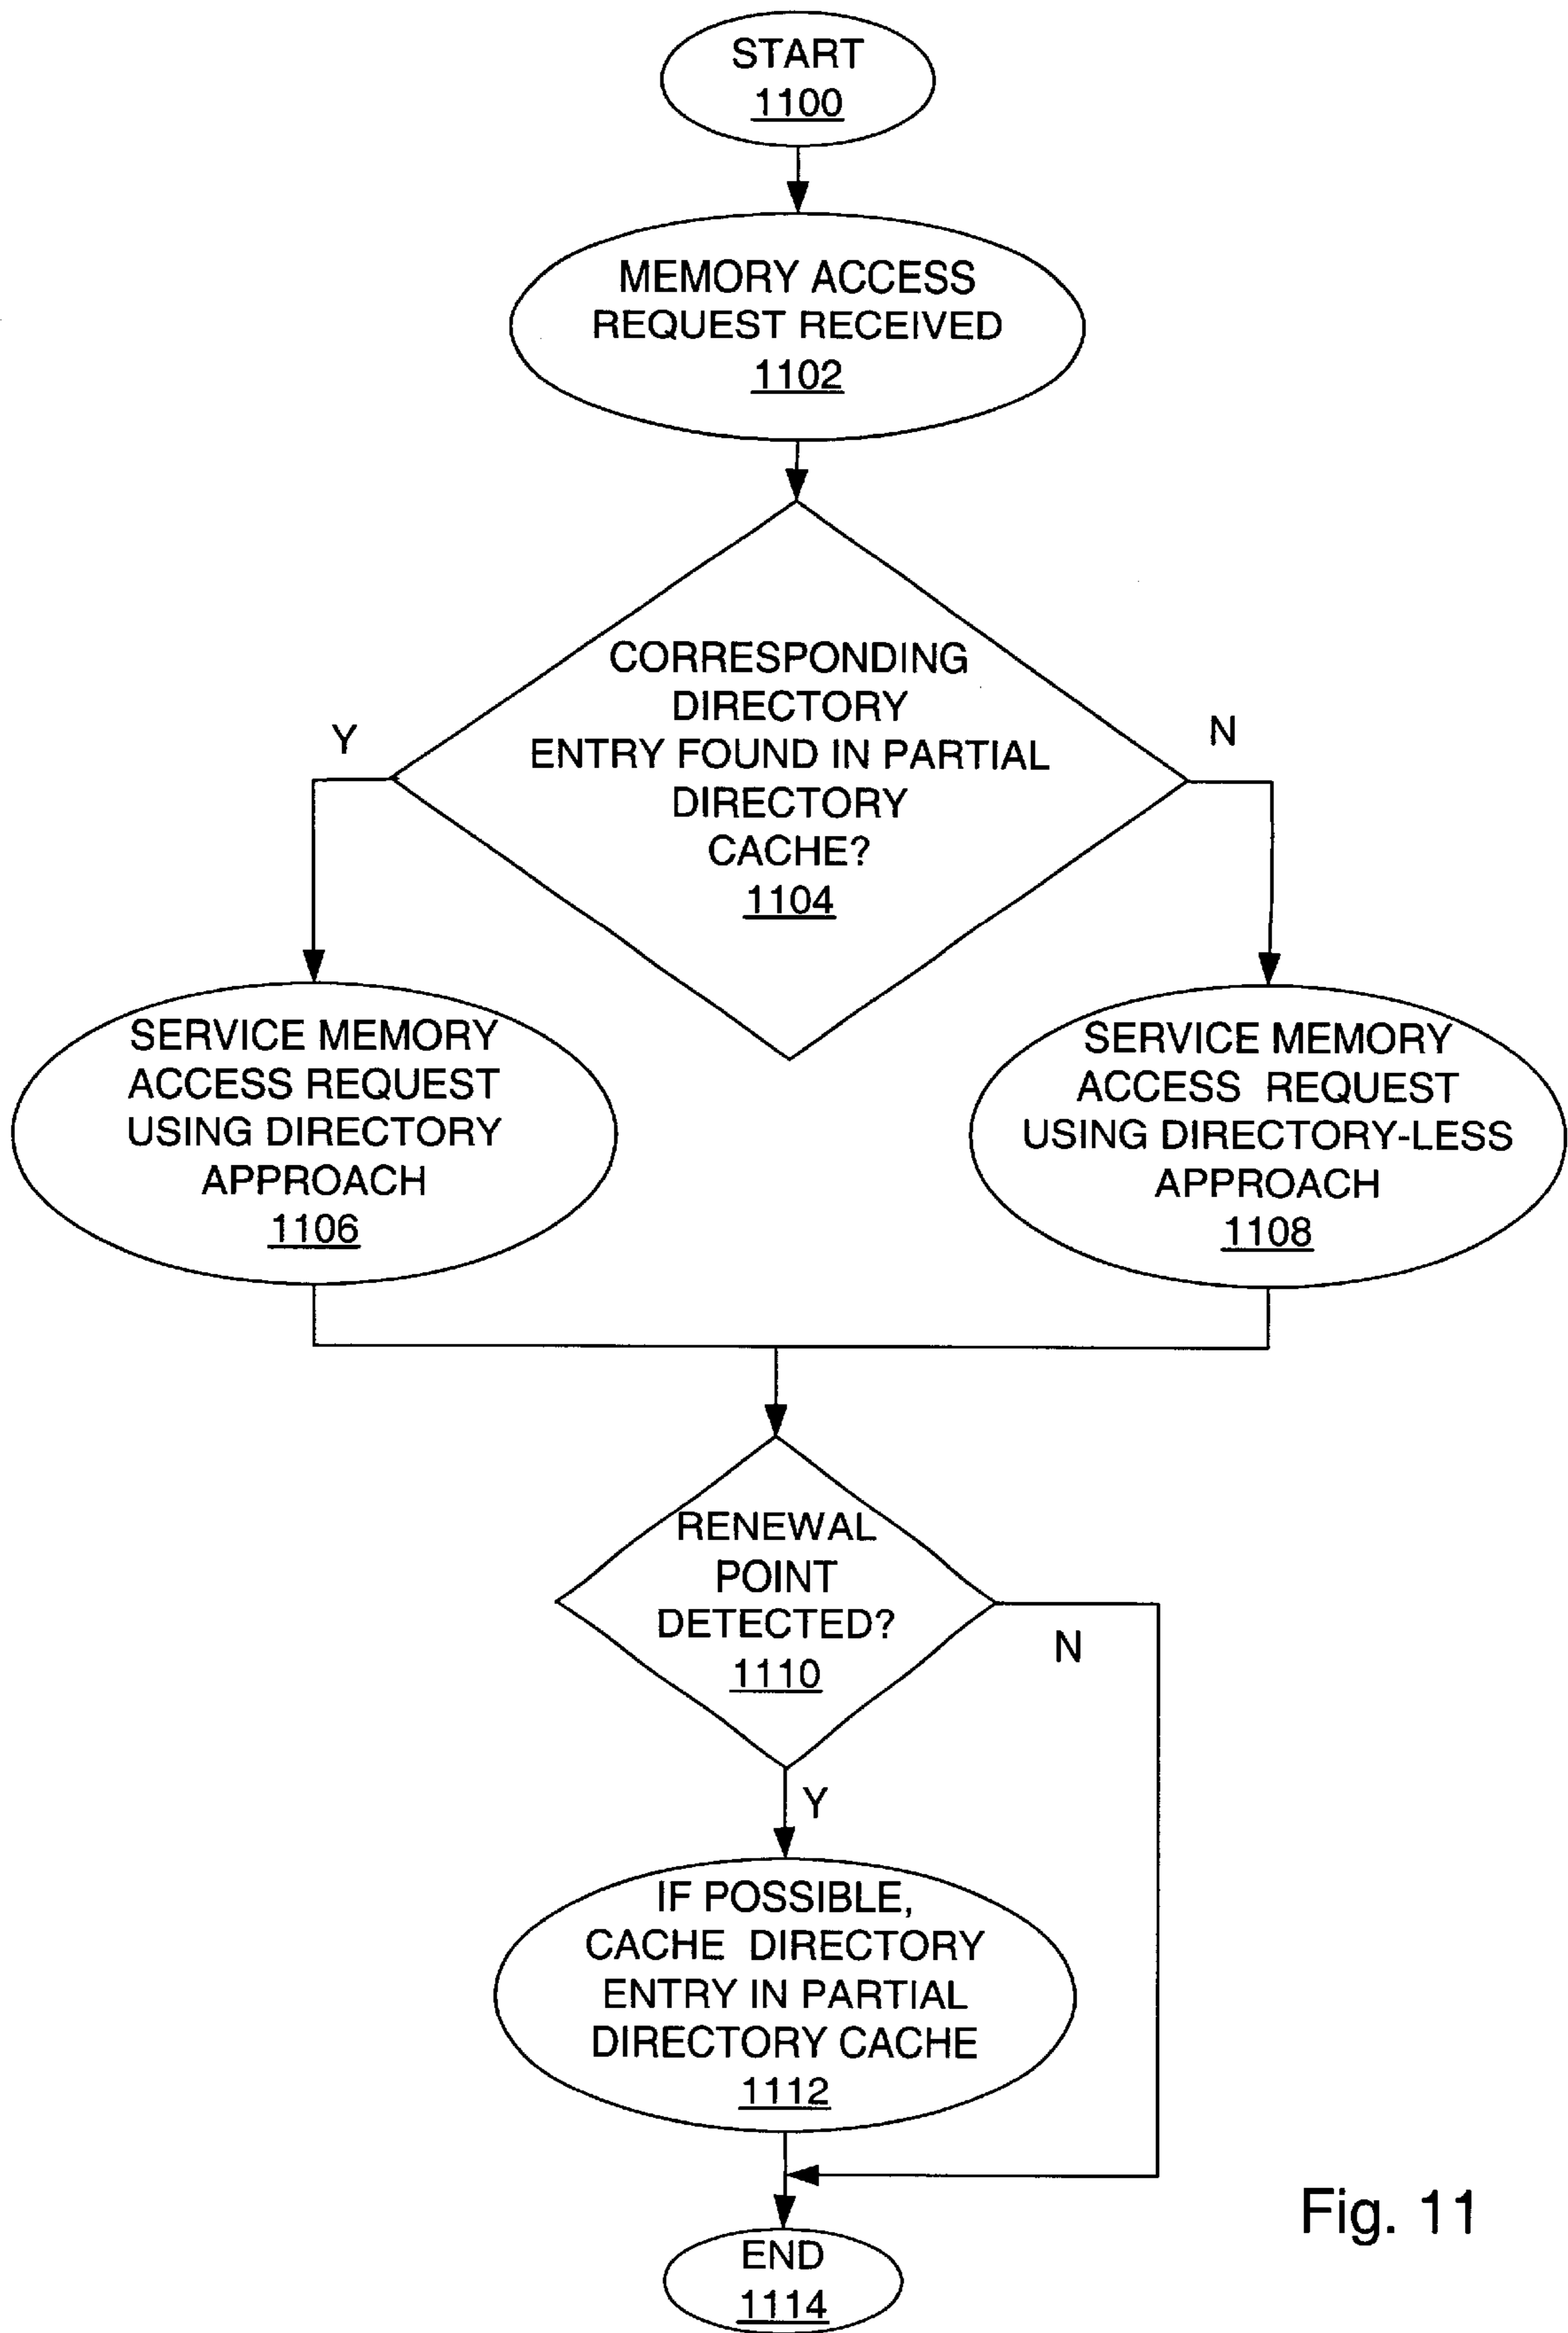 START
1100
MEMORY ACCESS
REQUEST RECEIVED
1102
CORRESPONDING
DIRECTORY
ENTRY FOUND IN PARTIAL
DIRECTORY
CACHE?
1104
Y
N
SERVICE MEMORY
ACCESS REQUEST
USING DIRECTORY
APPROACH
1106
SERVICE MEMORY
ACCESS REQUEST
USING DIRECTORY-LESS
APPROACH
1108
RENEWAL
POINT
DETECTED?
1110
N
Y
IF POSSIBLE,
CACHE DIRECTORY
ENTRY IN PARTIAL
DIRECTORY CACHE
1112
END
1114
Fig. 11